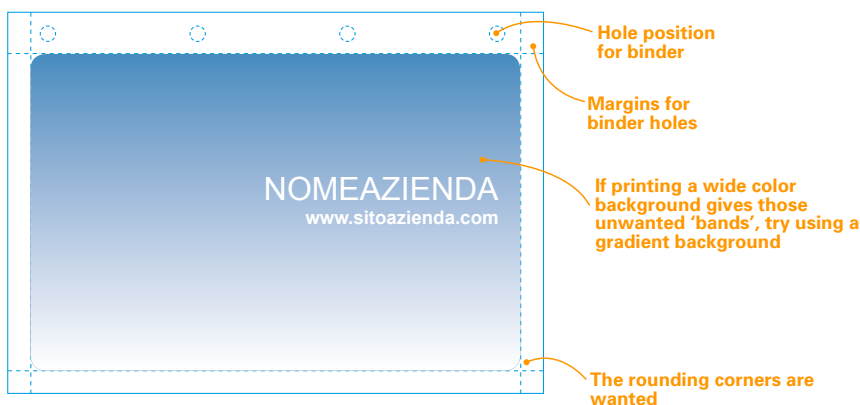 Hole position
for binder
Margins for
binder holes
NOMEAZIENDA
www.sitoazienda.com
If printing a wide color
background gives those
unwanted ‘bands’, try using a
gradient background
The rounding corners are
wanted